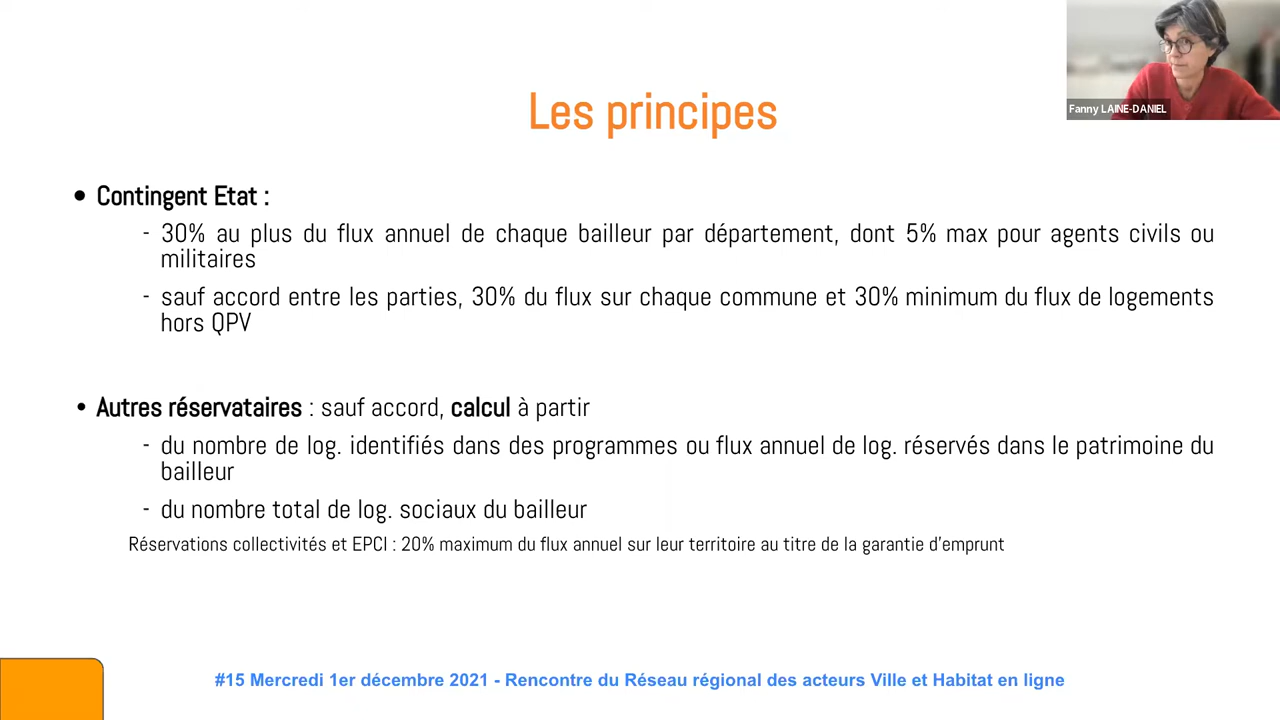 Fanny LAINE-DANIEL
Les principes
• Contingent Etat :
- 30% au plus du flux annuel de chaque bailleur par département, dont 5% max pour agents civils ou
militaires
- sauf accord entre les parties, 30% du flux sur chaque commune et 30% minimum du flux de logements
hors QPV
• Autres réservataires : sauf accord, calcul à partir
- du nombre de log. identifiés dans des programmes ou flux annuel de log. réservés dans le patrimoine du
bailleur
- du nombre total de log. sociaux du bailleur
Réservations collectivités et EPCI : 20% maximum du flux annuel sur leur territoire au titre de la garantie d'emprunt
#15 Mercredi 1er décembre 2021 - Rencontre du Réseau régional des acteurs Ville et Habitat en ligne